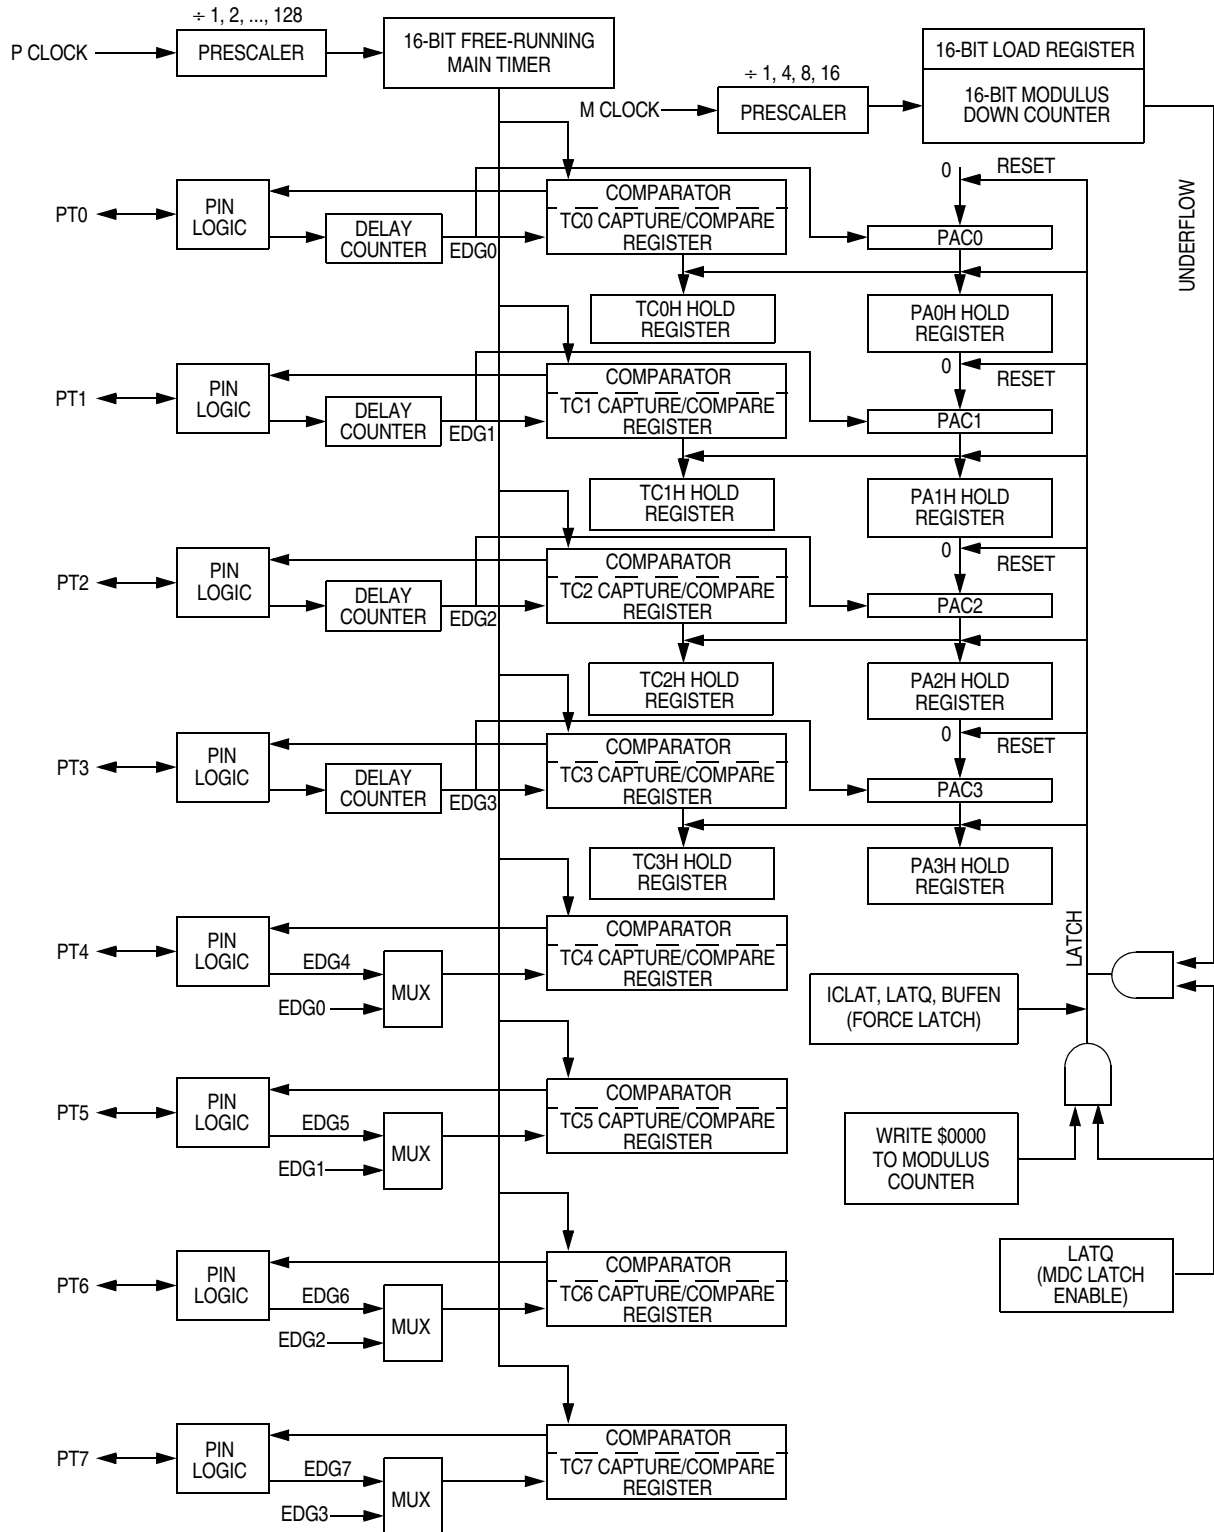 ÷ 1, 2, ..., 128
P CLOCK
PRESCALER
16-BIT FREE-RUNNING
MAIN TIMER
÷ 1, 4, 8, 16
M CLOCK
PRESCALER
16-BIT LOAD REGISTER
16-BIT MODULUS
DOWN COUNTER
UNDERFLOW
PT0
PIN
LOGIC
DELAY
COUNTER
EDG0
COMPARATOR
TC0 CAPTURE/COMPARE
REGISTER
0
RESET
PAC0
TC0H HOLD
REGISTER
PA0H HOLD
REGISTER
PT1
PIN
LOGIC
DELAY
COUNTER
EDG1
COMPARATOR
TC1 CAPTURE/COMPARE
REGISTER
0
RESET
PAC1
TC1H HOLD
REGISTER
PA1H HOLD
REGISTER
PT2
PIN
LOGIC
DELAY
COUNTER
EDG2
COMPARATOR
TC2 CAPTURE/COMPARE
REGISTER
0
RESET
PAC2
TC2H HOLD
REGISTER
PA2H HOLD
REGISTER
PT3
PIN
LOGIC
DELAY
COUNTER
EDG3
COMPARATOR
TC3 CAPTURE/COMPARE
REGISTER
0
RESET
PAC3
TC3H HOLD
REGISTER
PA3H HOLD
REGISTER
LATCH
PT4
PIN
LOGIC
EDG4
EDG0
MUX
COMPARATOR
TC4 CAPTURE/COMPARE
REGISTER
ICLAT, LATQ, BUFEN
(FORCE LATCH)
PT5
PIN
LOGIC
EDG5
EDG1
MUX
COMPARATOR
TC5 CAPTURE/COMPARE
REGISTER
WRITE $0000
TO MODULUS
COUNTER
PT6
PIN
LOGIC
EDG6
EDG2
MUX
COMPARATOR
TC6 CAPTURE/COMPARE
REGISTER
LATQ
(MDC LATCH
ENABLE)
PT7
PIN
LOGIC
EDG7
EDG3
MUX
COMPARATOR
TC7 CAPTURE/COMPARE
REGISTER